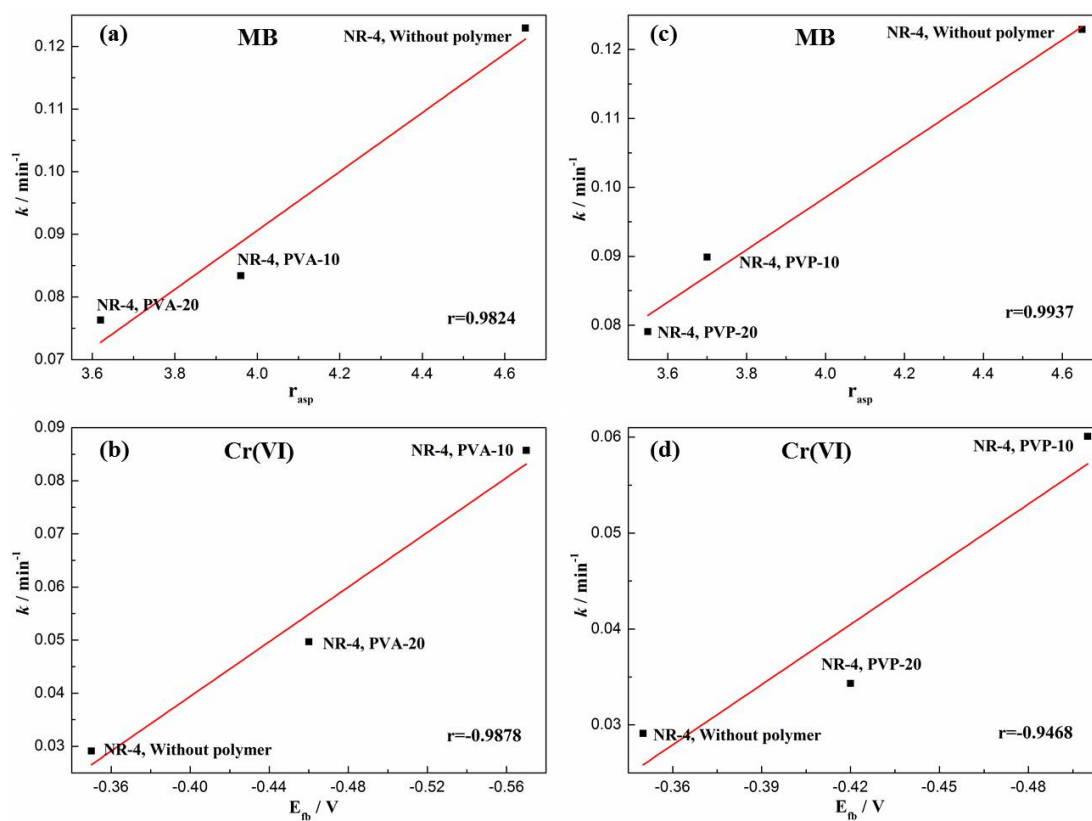 (a)
MB
NR-4, Without polymer
NR-4, PVA-10
NR-4, PVA-20
r=0.9824
0.12
0.11
0.10
0.09
0.08
0.07
k / min-1
3.6 3.8 4.0 4.2 4.4 4.6
rasp
(c)
MB
NR-4, Without polymer
NR-4, PVP-10
NR-4, PVP-20
r=0.9937
0.12
0.11
0.10
0.09
0.08
k / min-1
3.6 3.8 4.0 4.2 4.4 4.6
rasp
(b)
Cr(VI)
NR-4, PVA-10
NR-4, PVA-20
NR-4, Without polymer
r=-0.9878
0.09
0.08
0.07
0.06
0.05
0.04
0.03
k / min-1
-0.36 -0.40 -0.44 -0.48 -0.52 -0.56
Efb / V
(d)
Cr(VI)
NR-4, PVP-10
NR-4, PVP-20
NR-4, Without polymer
r=-0.9468
0.06
0.05
0.04
0.03
k / min-1
-0.36 -0.39 -0.42 -0.45 -0.48
Efb / V